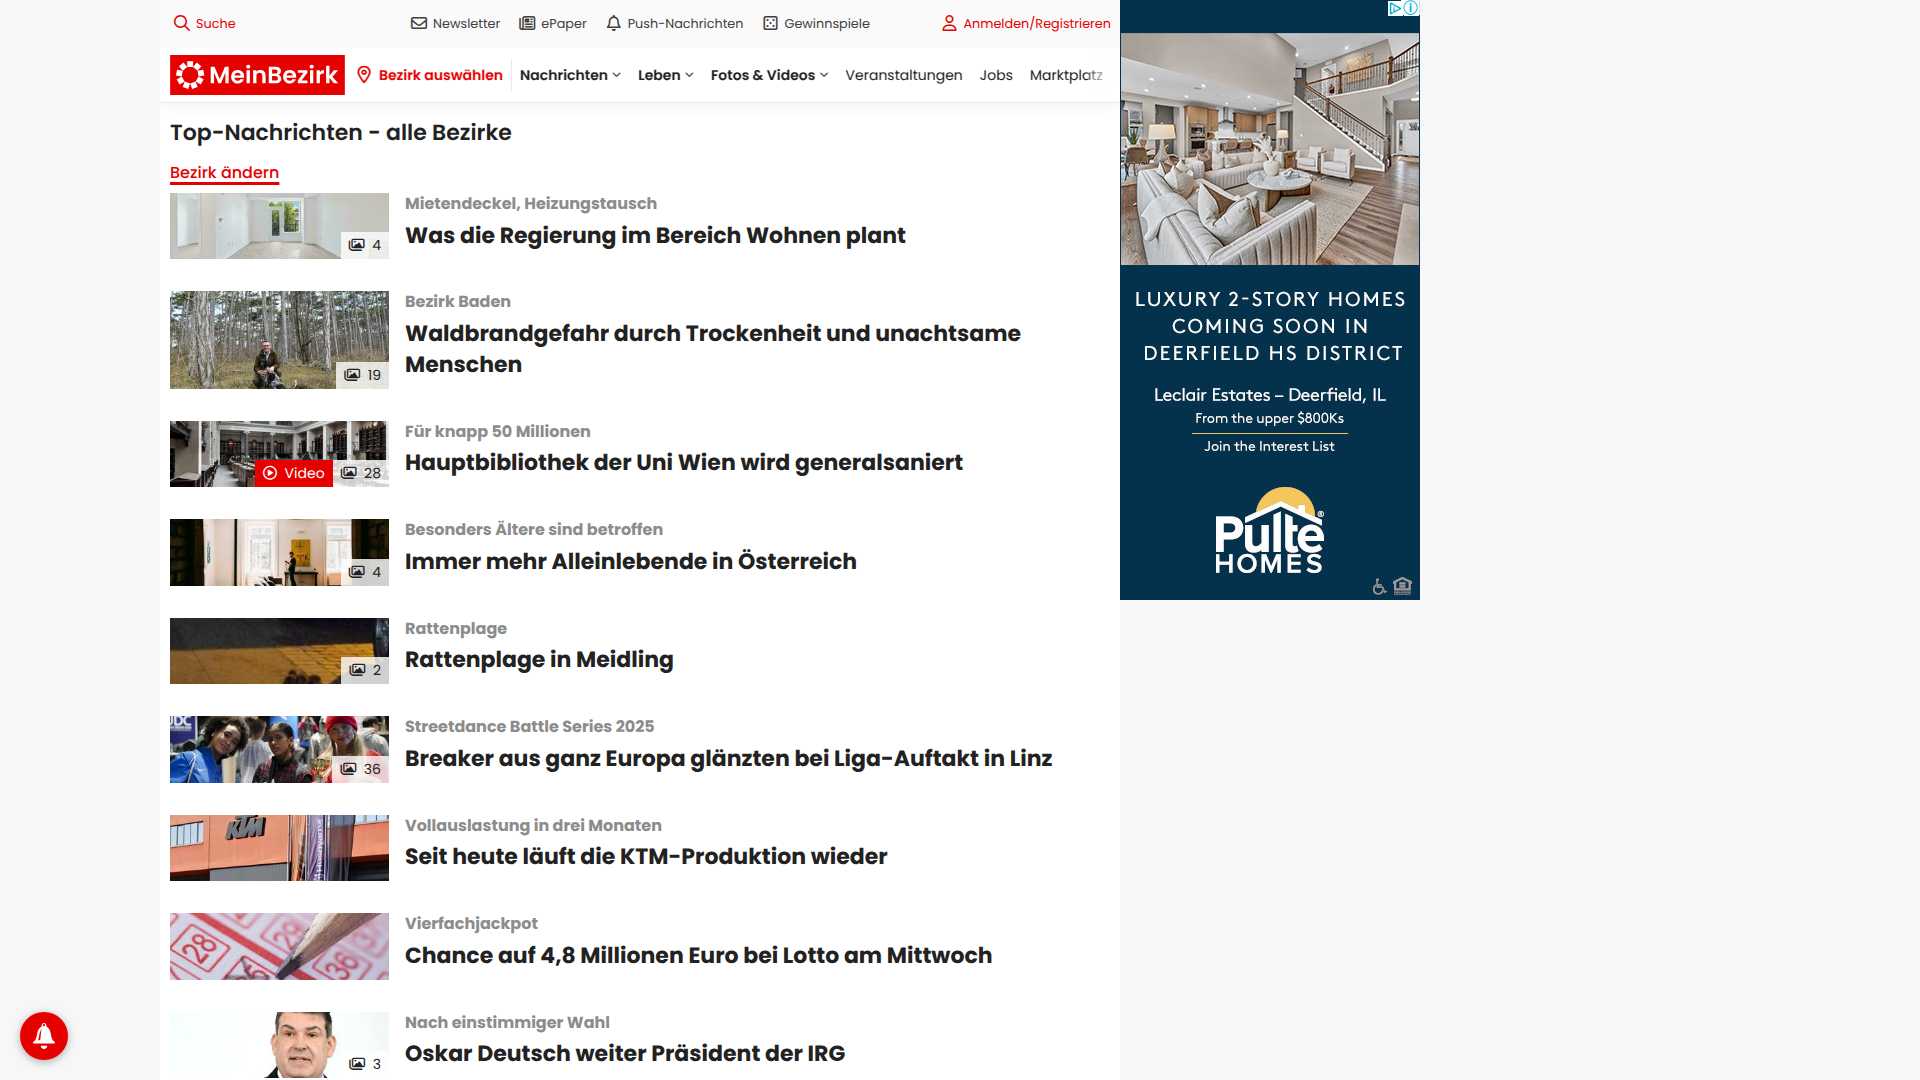 Suche
Newsletter
ePaper
Push-Nachrichten
Gewinnspiele
Anmelden/Registrieren
MeinBezirk
Bezirk auswählen
Nachrichten
Leben
Fotos & Videos
Veranstaltungen
Jobs
Marktplatz
Top-Nachrichten - alle Bezirke
Bezirk ändern
4
Mietendeckel, Heizungstausch
Was die Regierung im Bereich Wohnen plant
19
Bezirk Baden
Waldbrandgefahr durch Trockenheit und unachtsame
Menschen
Video
28
Für knapp 50 Millionen
Hauptbibliothek der Uni Wien wird generalsaniert
4
Besonders Ältere sind betroffen
Immer mehr Alleinlebende in Österreich
2
Rattenplage
Rattenplage in Meidling
36
Streetdance Battle Series 2025
Breaker aus ganz Europa glänzten bei Liga-Auftakt in Linz
KTM
Vollauslastung in drei Monaten
Seit heute läuft die KTM-Produktion wieder
28
29
36
Vierfachjackpot
Chance auf 4,8 Millionen Euro bei Lotto am Mittwoch
3
Nach einstimmiger Wahl
Oskar Deutsch weiter Präsident der IRG
LUXURY 2-STORY HOMES
COMING SOON IN
DEERFIELD HS DISTRICT
Leclair Estates – Deerfield, IL
From the upper $800Ks
Join the Interest List
Pulte®
HOMES